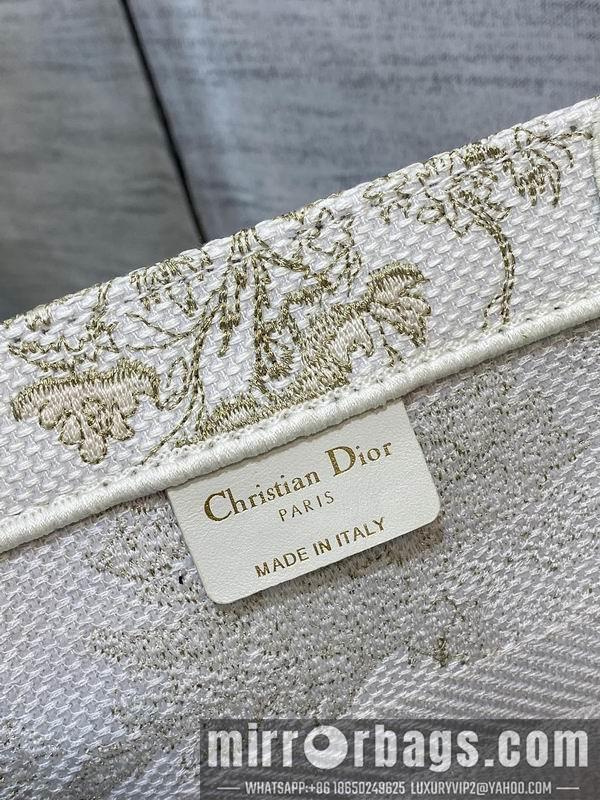 Christian Dior
PARIS
MADE IN ITALY
mirrorbags.com
WHATSAPP:+86 18650249625 LUXURYVIP2@YAHOO.COM